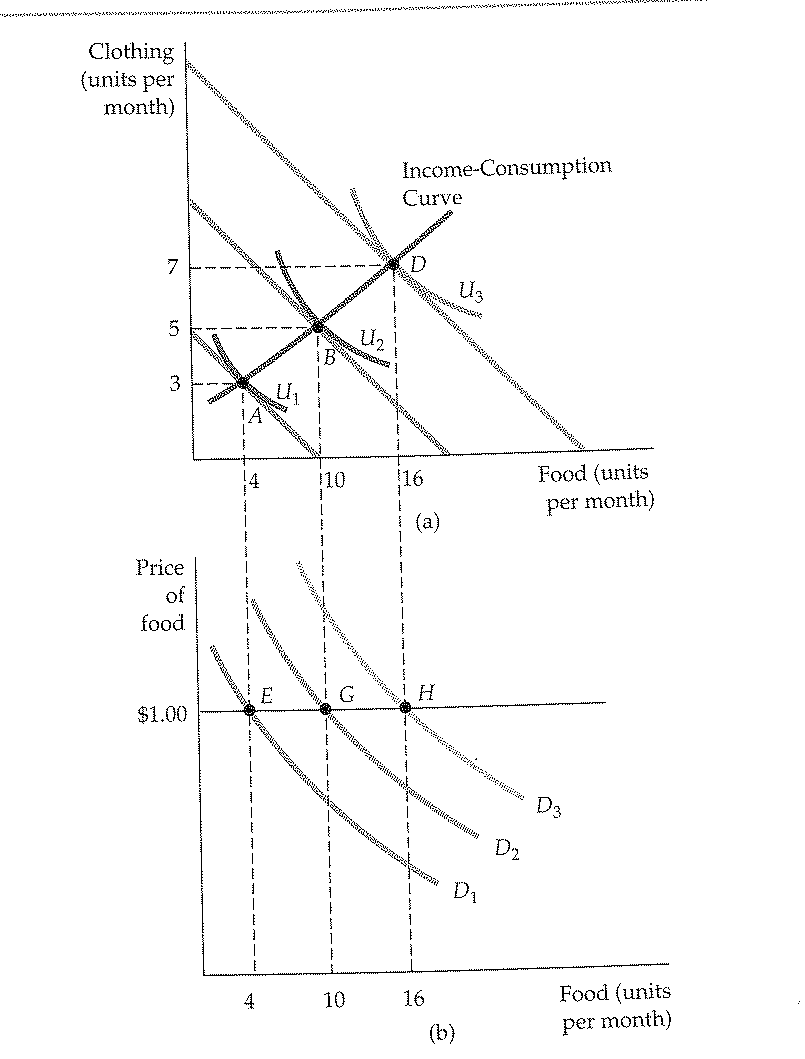 Clothing
(units per
month)
Income-Consumption
Curve
7
D
U3
5
B
U2
3
A
U1
4
10
16
Food (units
per month)
(a)
Price
of
food
$1.00
E
G
H
D3
D2
D1
4
10
16
Food (units
per month)
(b)